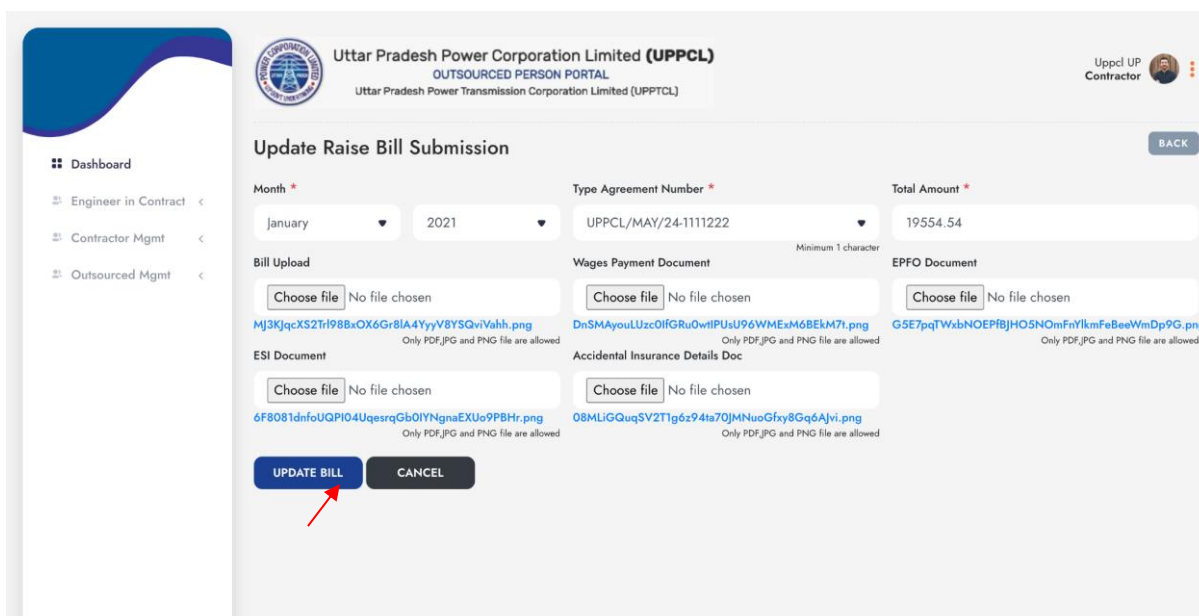 Uttar Pradesh Power Corporation Limited (UPPCL)
OUTSOURCED PERSON PORTAL
Uttar Pradesh Power Transmission Corporation Limited (UPPTCL)
Uppcl UP
Contractor
Dashboard
Engineer in Contract
Contractor Mgmt
Outsourced Mgmt
Update Raise Bill Submission
BACK
Month *
Type Agreement Number *
Total Amount *
January
2021
UPPCL/MAY/24-1111222
19554.54
Minimum 1 character
Bill Upload
Wages Payment Document
EPFO Document
Choose file No file chosen
Choose file No file chosen
Choose file No file chosen
MJ3KJqcXS2Trl98BxOX6Gr8lA4YyyV8YSQviVahh.png
DnSMAyouLUzc0IfGRu0wtIPUsU96WMExM6BEkM7t.png
G5E7pqTWxbNOEPfBJHO5NOmFnYlkmFeBeeWmDp9G.pn
Only PDF,JPG and PNG file are allowed
Only PDF,JPG and PNG file are allowed
Only PDF,JPG and PNG file are allowed
ESI Document
Accidental Insurance Details Doc
Choose file No file chosen
Choose file No file chosen
6F8081dnfoUQPI04UqesrqGb0IYNgnaEXUo9PBHr.png
08MLiGQuqSV2T1g6z94ta70JMNuoGfxy8Gq6AJvi.png
Only PDF,JPG and PNG file are allowed
Only PDF,JPG and PNG file are allowed
UPDATE BILL
CANCEL